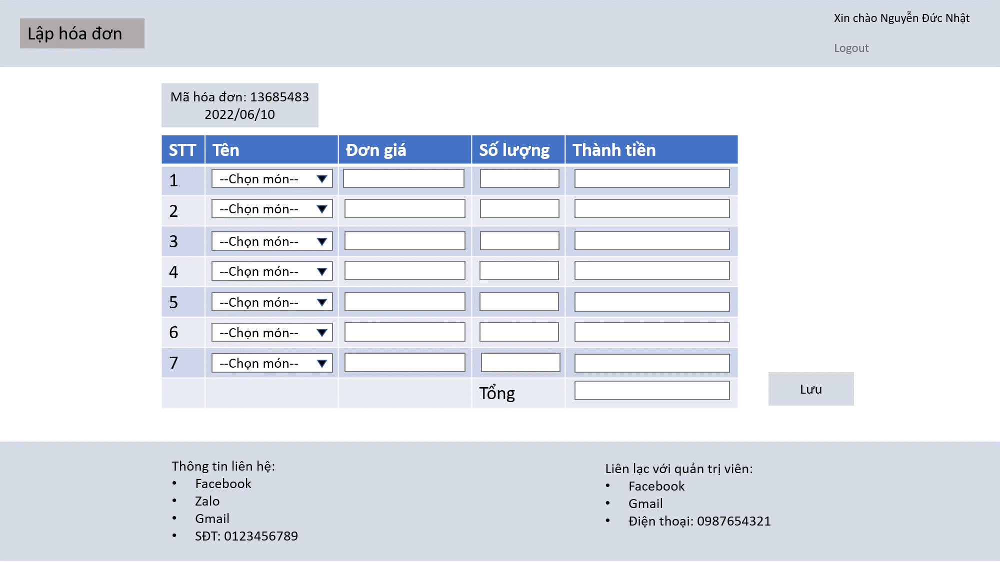 Lập hóa đơn
Xin chào Nguyễn Đức Nhật
Logout
Mã hóa đơn: 13685483
2022/06/10
STT Tên Đơn giá Số lượng Thành tiền
1 --Chọn món--
2 --Chọn món--
3 --Chọn món--
4 --Chọn món--
5 --Chọn món--
6 --Chọn món--
7 --Chọn món--
Tổng
Lưu
Thông tin liên hệ:
• Facebook
• Zalo
• Gmail
• SĐT: 0123456789
Liên lạc với quản trị viên:
• Facebook
• Gmail
• Điện thoại: 0987654321